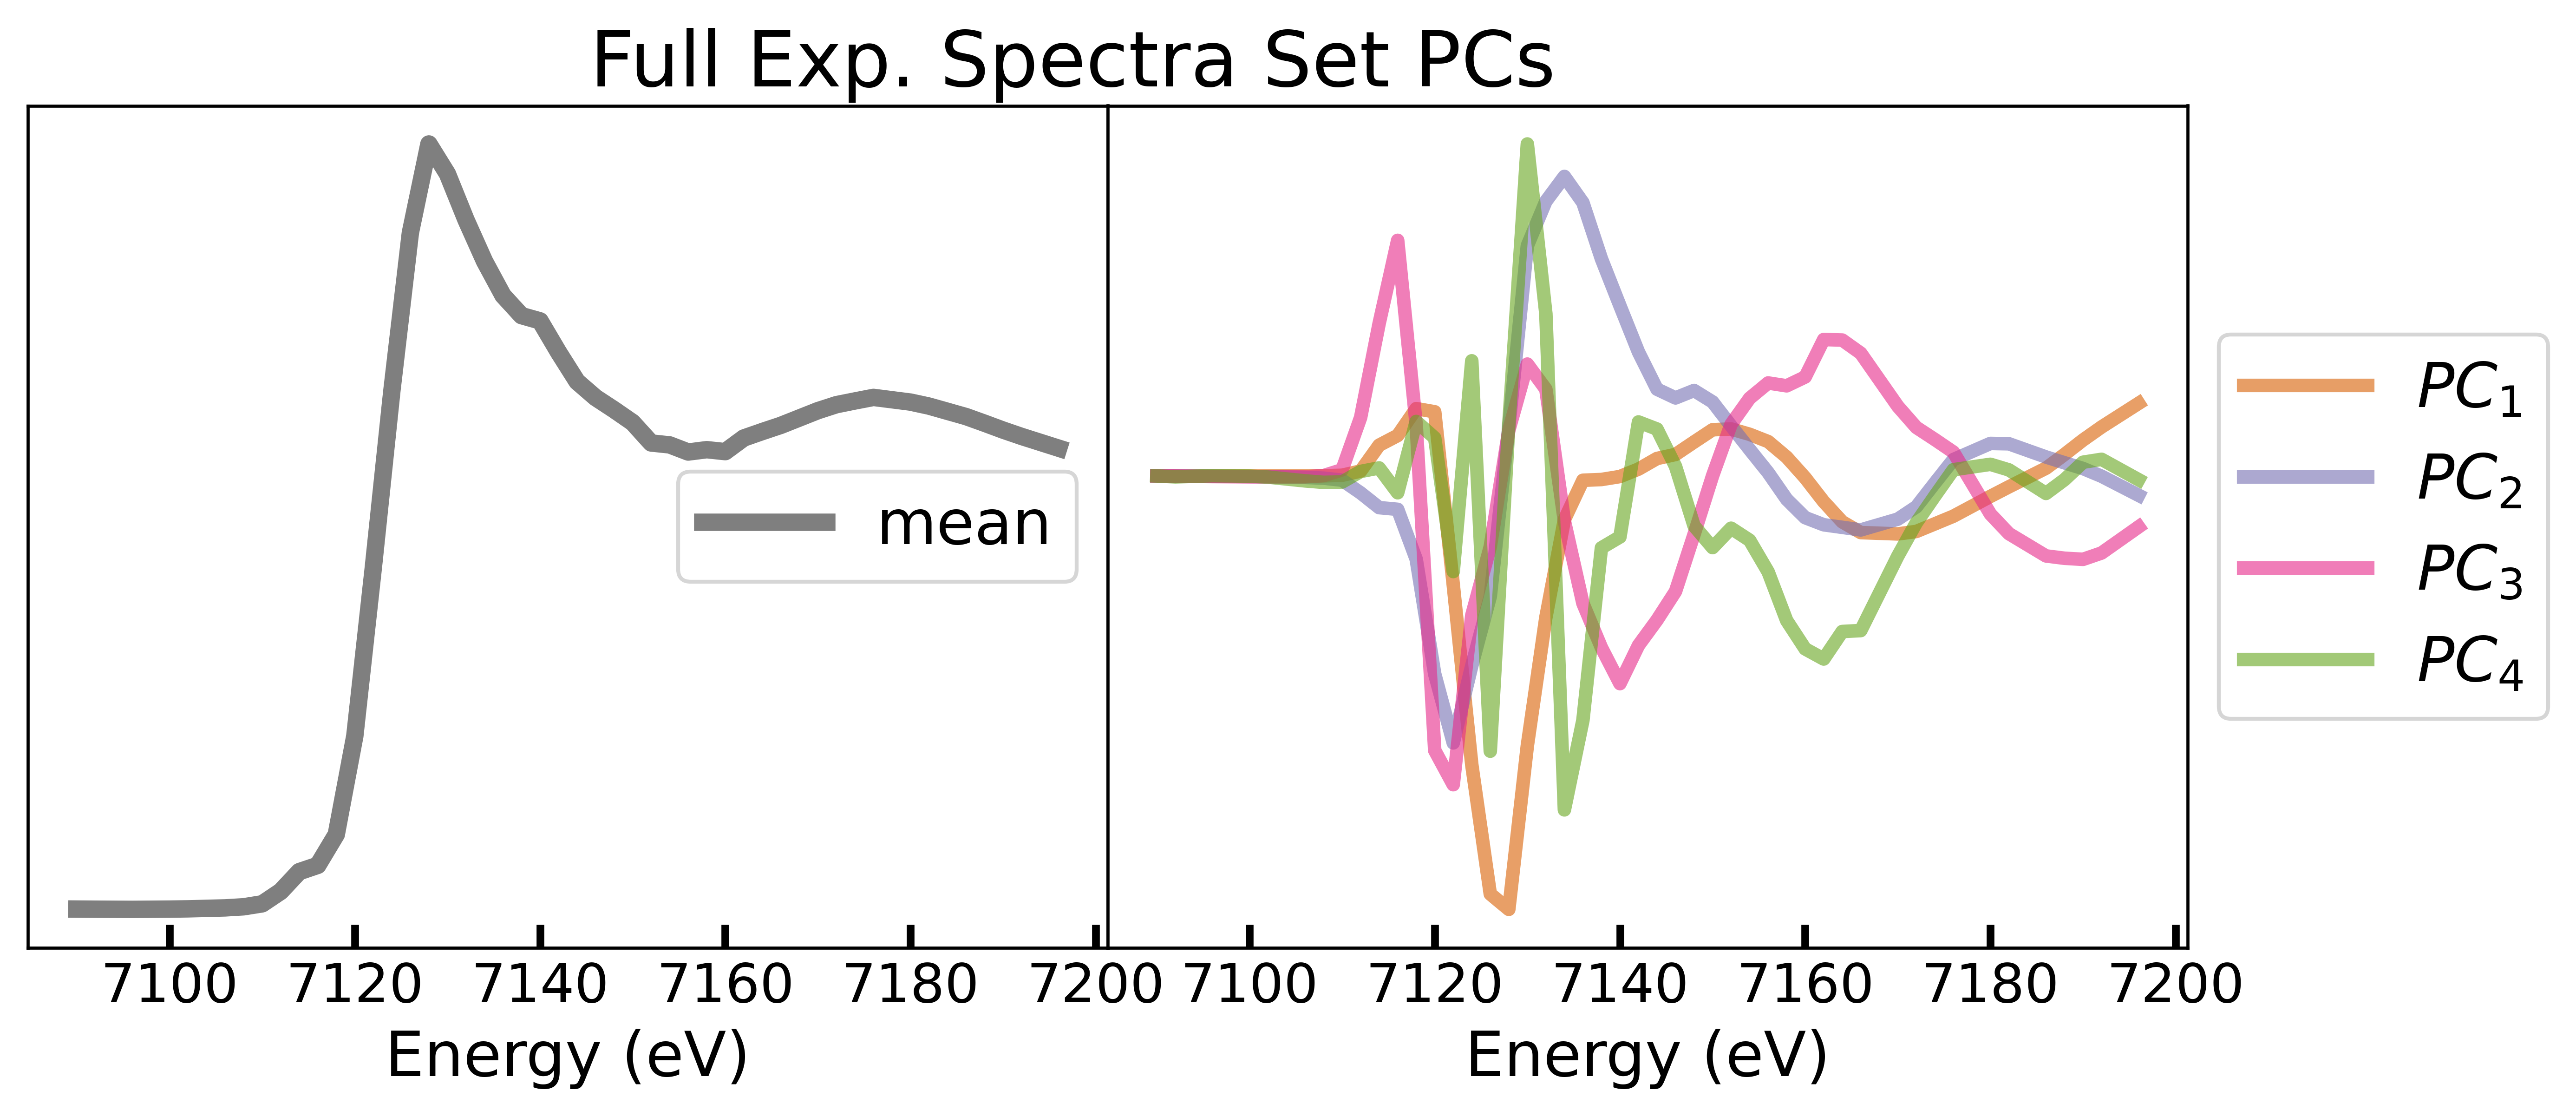 Full Exp. Spectra Set PCs
mean
PC₁
PC₂
PC₃
PC₄
7100 7120 7140 7160 7180 7200 7100 7120 7140 7160 7180 7200
Energy (eV) Energy (eV)